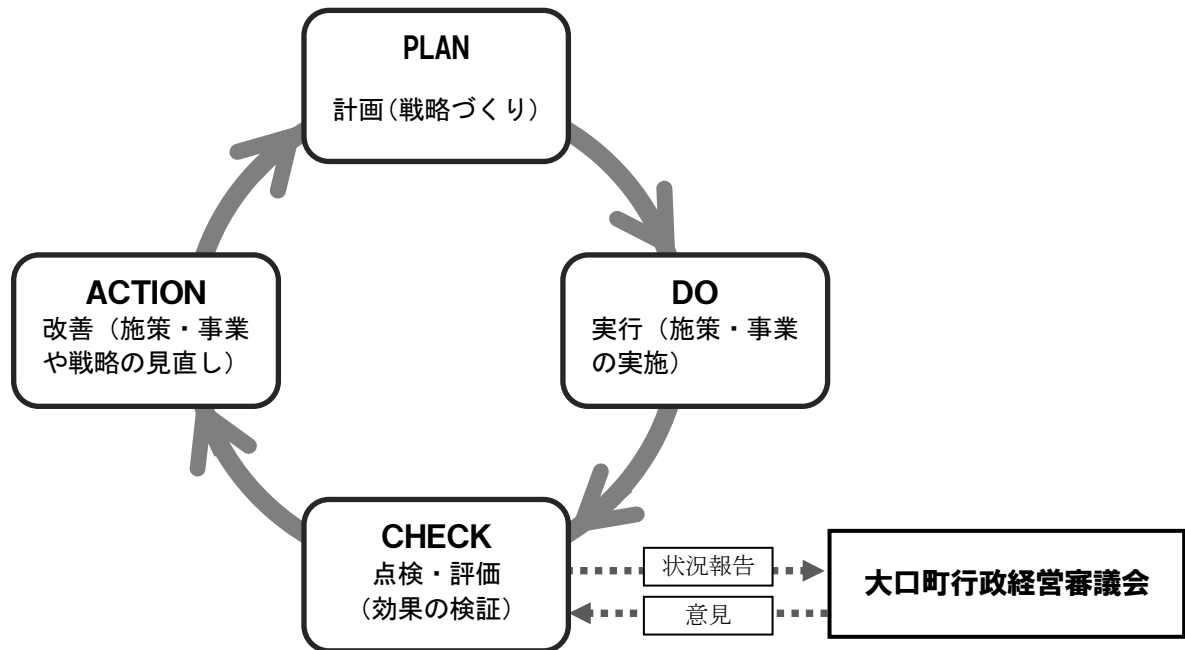 PLAN
計画（戦略づくり）
ACTION
改善（施策・事業
や戦略の見直し）
DO
実行（施策・事業
の実施）
CHECK
点検・評価
（効果の検証）
状況報告
意見
大口町行政経営審議会